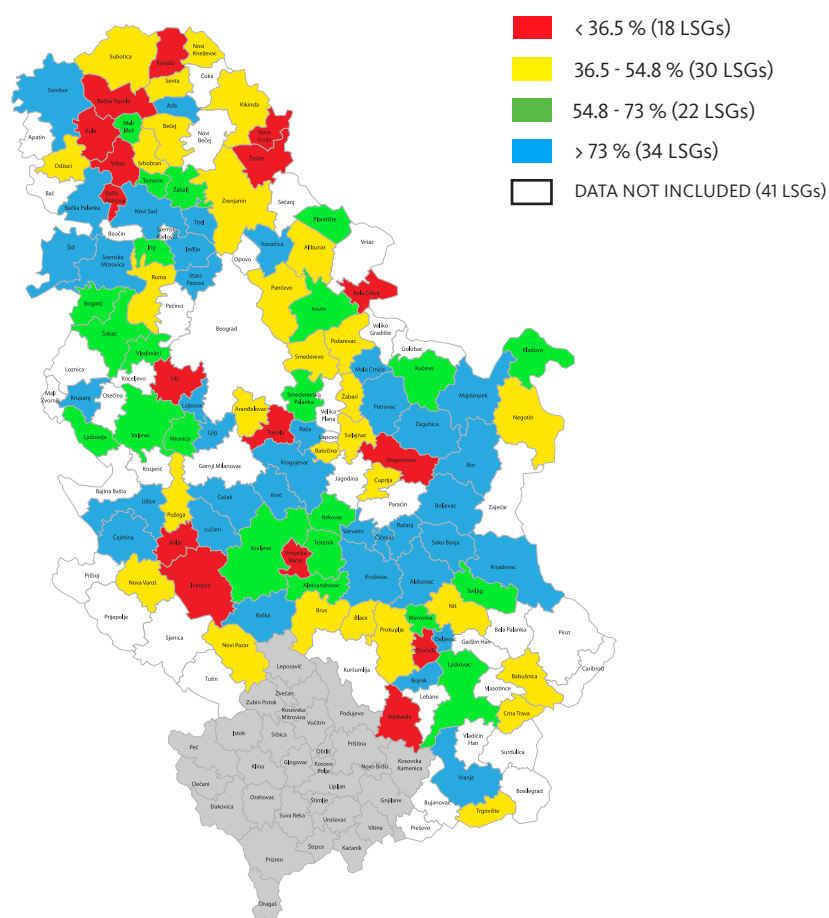 < 36.5 % (18 LSGs)
36.5 - 54.8 % (30 LSGs)
54.8 - 73 % (22 LSGs)
> 73 % (34 LSGs)
DATA NOT INCLUDED (41 LSGs)
Subotica
Kanjiža
Novi
Kneževac
Senta
Čoka
Sombor
Bačka Topola
Ada
Kikinda
Apatin
Kula
Mali
Iđoš
Bečej
Novi
Bečej
Nova
Crnja
Odžaci
Vrbas
Srbobran
Žitište
Bač
Temerin
Žabalj
Zrenjanin
Sečanj
Bačka Palanka
Novi Sad
Titel
Plandište
Beočin
Sremski
Karlovci
Kovačica
Alibunar
Vršac
Šid
Sremska
Mitrovica
Irig
Inđija
Opovo
Ruma
Stara
Pazova
Pančevo
Bela Crkva
Bogatić
Pećinci
Kovin
Šabac
Beograd
Požarevac
Veliko
Gradište
Golubac
Vladimirci
Smederevo
Kladovo
Loznica
Koceljevo
Ub
Malo Crniće
Kučevo
Mali
Zvornik
Krupanj
Osečina
Lajkovac
Aranđelovac
Smederevska
Palanka
Žabari
Majdanpek
Velika
Plana
Petrovac
Negotin
Ljubovija
Valjevo
Mionica
Ljig
Topola
Rača
Lapovo
Svilajnac
Žagubica
Kosjerić
Gornji Milanovac
Batočina
Kragujevac
Despotovac
Bor
Bajina Bašta
Užice
Čačak
Knić
Jagodina
Ćuprija
Paraćin
Boljevac
Zaječar
Požega
Čajetina
Lučani
Rekovac
Varvarin
Ćićevac
Ražanj
Arilje
Kraljevo
Vrnjačka
Banja
Trstenik
Soko Banja
Knjaževac
Priboj
Nova Varoš
Ivanjica
Aleksandrovac
Kruševac
Aleksinac
Svrljig
Prijepolje
Raška
Brus
Blace
Prokuplje
Merošina
Niš
Bela Palanka
Pirot
Sjenica
Novi Pazar
Doljevac
Gadžin Han
Žitorađa
Caribrod
Tutin
Leposavić
Kuršumlija
Bojnik
Leskovac
Babušnica
Zvečan
Zubin Potok
Kosovska
Mitrovica
Lebane
Vlasotince
Crna Trava
Vučitrn
Podujevo
Medveđa
Istok
Srbica
Priština
Vladičin
Han
Surdulica
Peć
Obilić
Klina
Glogovac
Kosovo
Polje
Novo Brdo
Kosovska
Kamenica
Vranje
Dečani
Lipljan
Bosilegrad
Đakovica
Orahovac
Štimlje
Gnjilane
Bujanovac
Trgovište
Suva Reka
Uroševac
Vitina
Preševo
Štrpce
Kačanik
Prizren
Dragaš